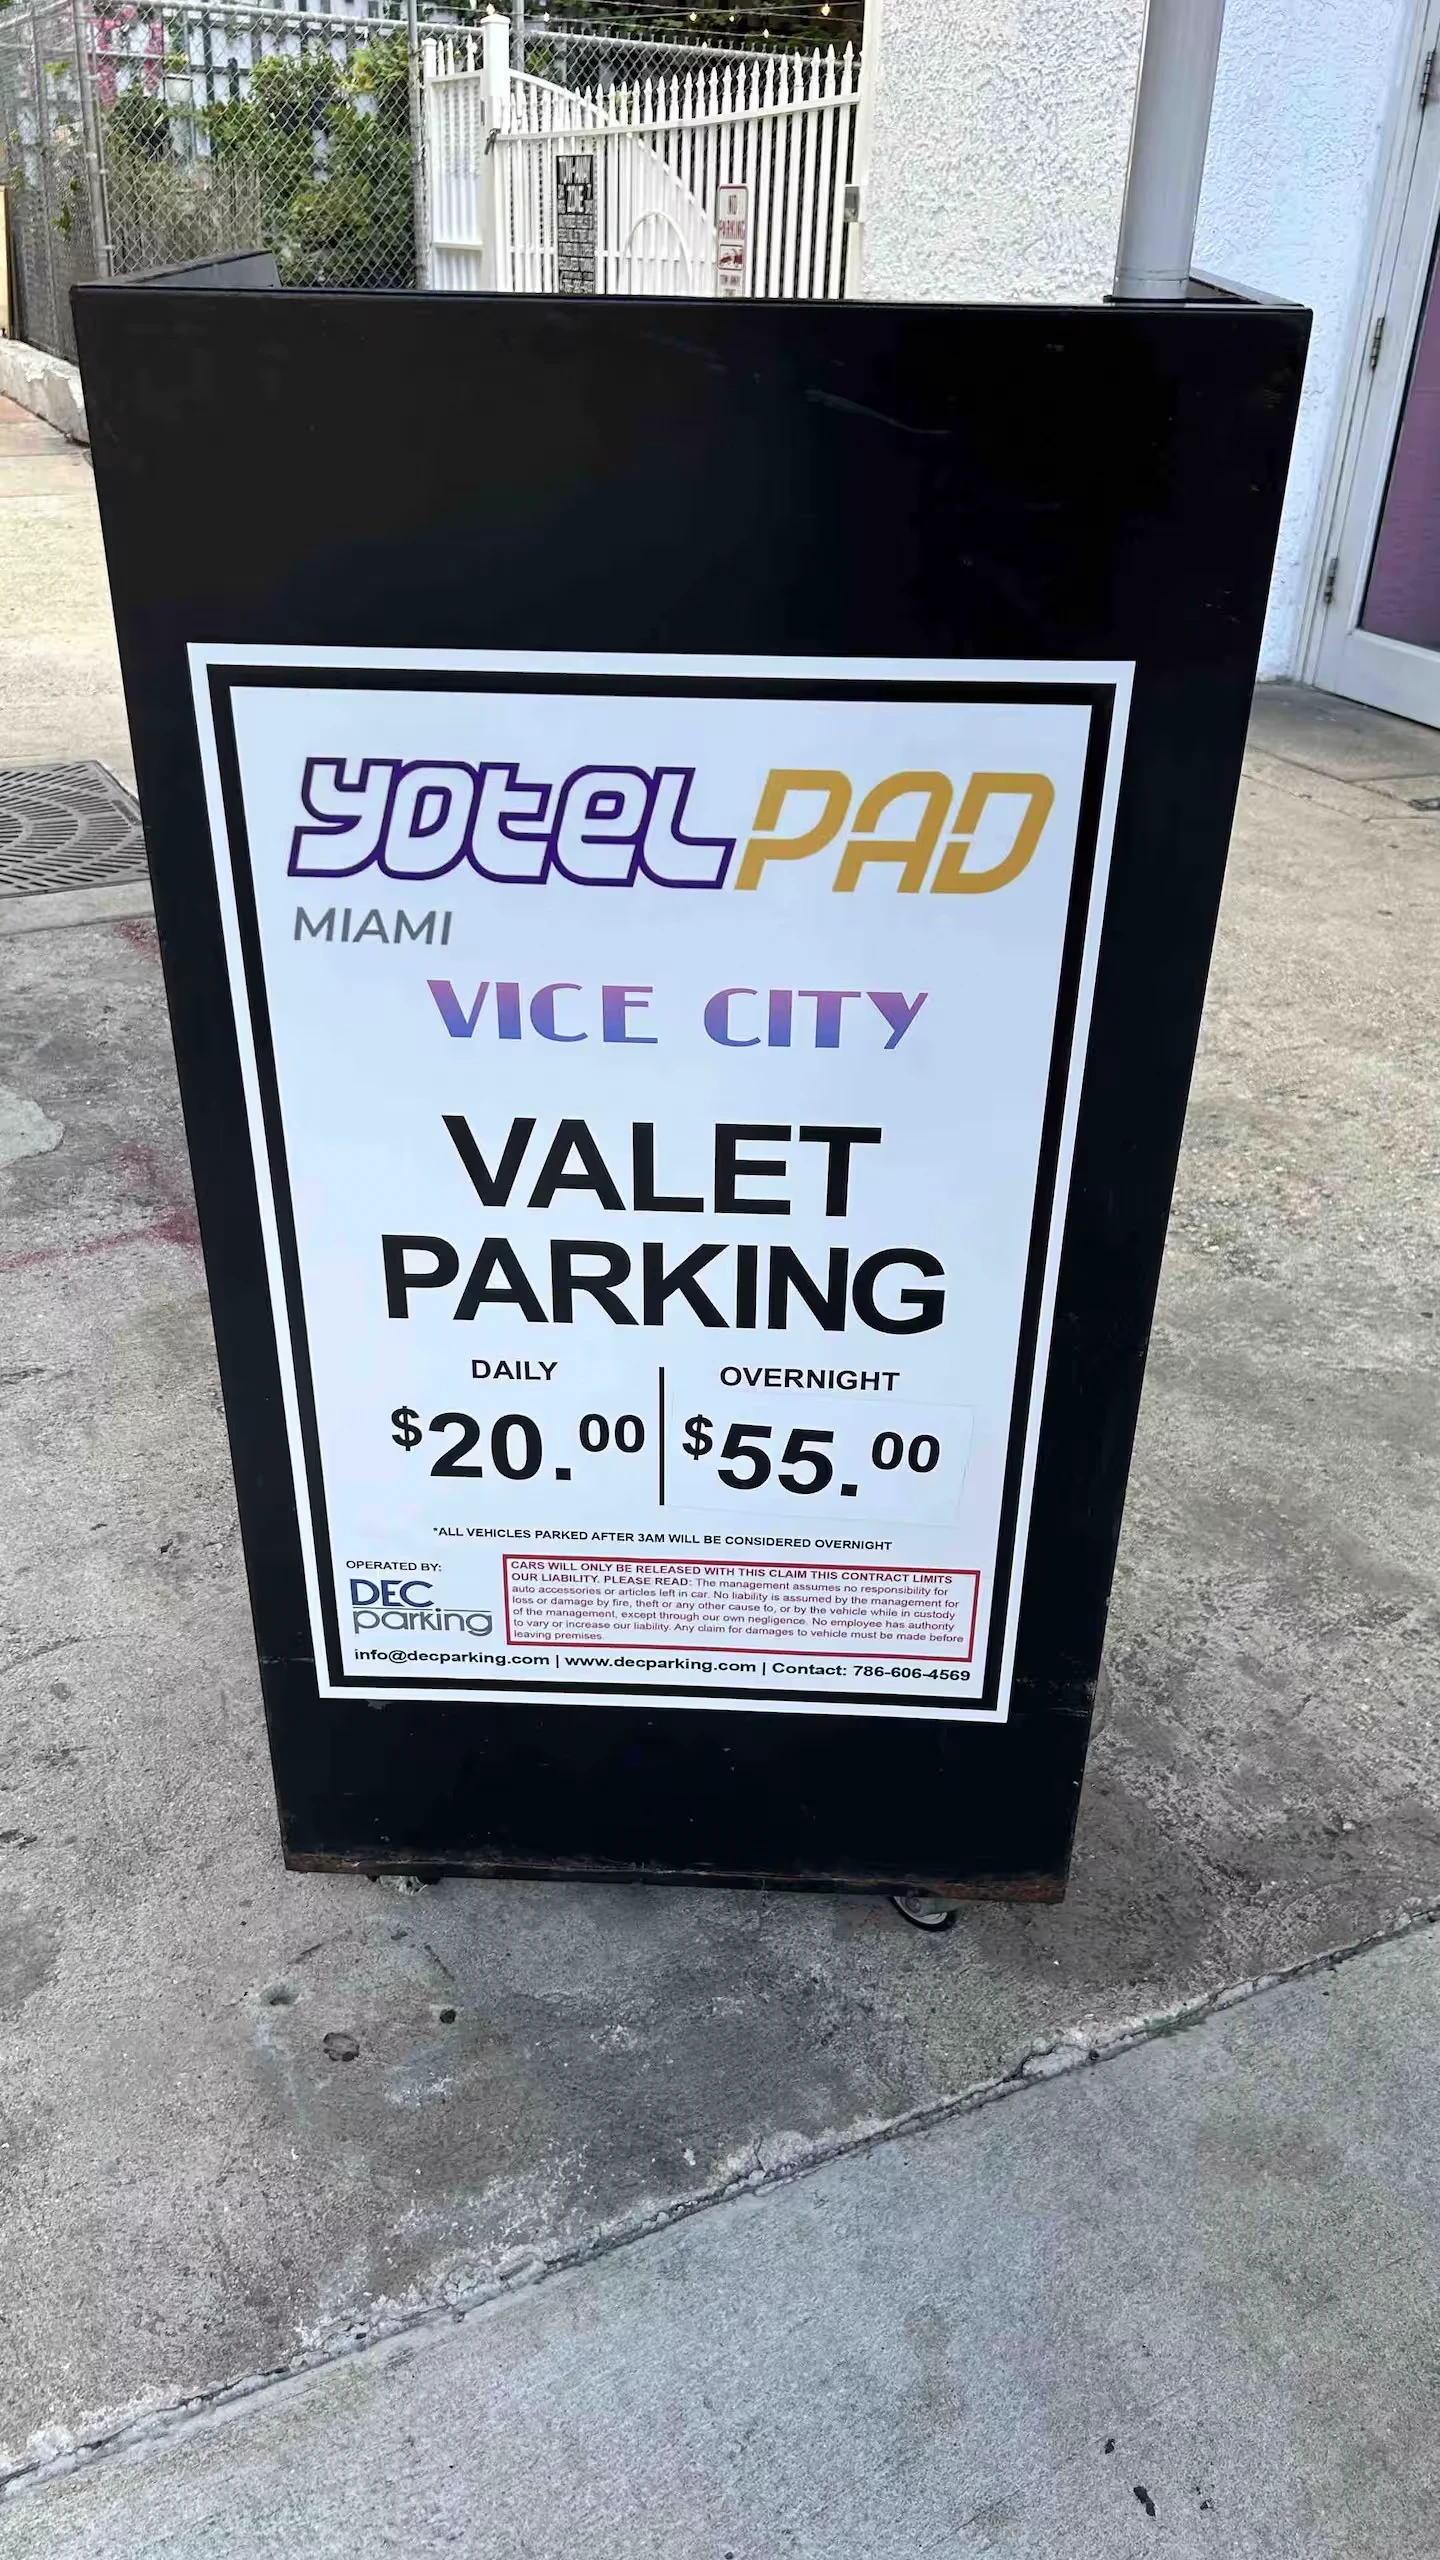 NO
PARKING
yotel PAD
MIAMI
VICE CITY
VALET
PARKING
DAILY
OVERNIGHT
$20.00
$55.00
*ALL VEHICLES PARKED AFTER 3AM WILL BE CONSIDERED OVERNIGHT
OPERATED BY:
DEC
parking
CARS WILL ONLY BE RELEASED WITH THIS CLAIM THIS CONTRACT LIMITS
OUR LIABILITY. PLEASE READ: The management assumes no responsibility for
auto accessories or articles left in car. No liability is assumed by the management for
loss or damage by fire, theft or any other cause to, or by the vehicle while in custody
of the management, except through our own negligence. No employee has authority
to vary or increase our liability. Any claim for damages to vehicle must be made before
leaving premises.
info@decparking.com | www.decparking.com | Contact: 786-606-4569